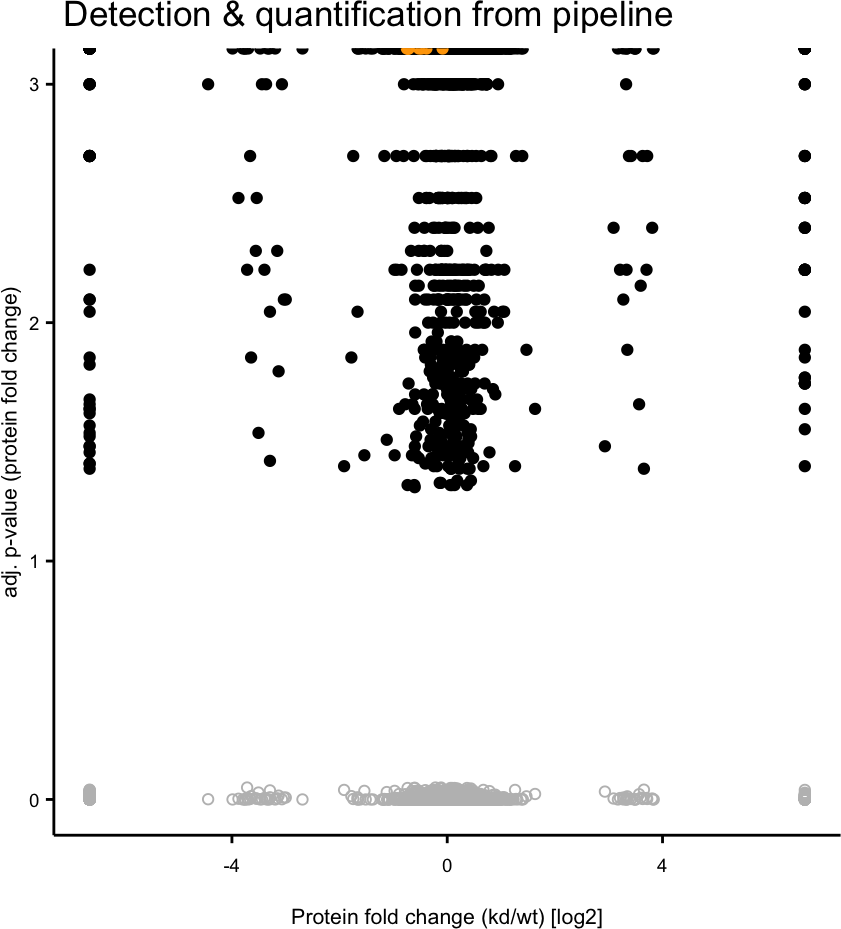 Detection & quantification from pipeline
3
2
1
0
adj. p-value (protein fold change)
-4 0 4
Protein fold change (kd/wt) [log2]